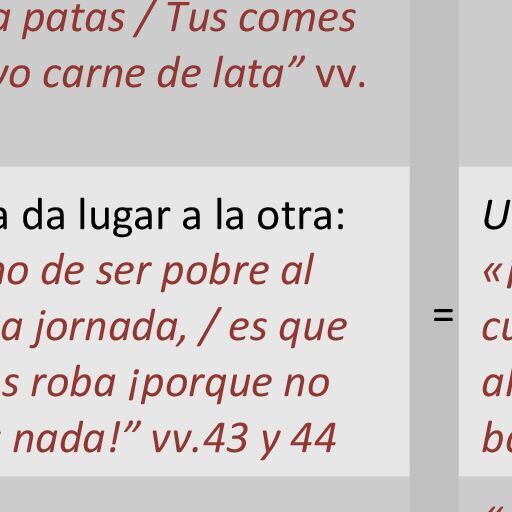 a patas / Tus comes
vo carne de lata” vv.
a da lugar a la otra:
no de ser pobre al
a jornada, / es que
s roba ¡porque no
nada!” vv.43 y 44
=
U
«¡
cu
al
ba
“